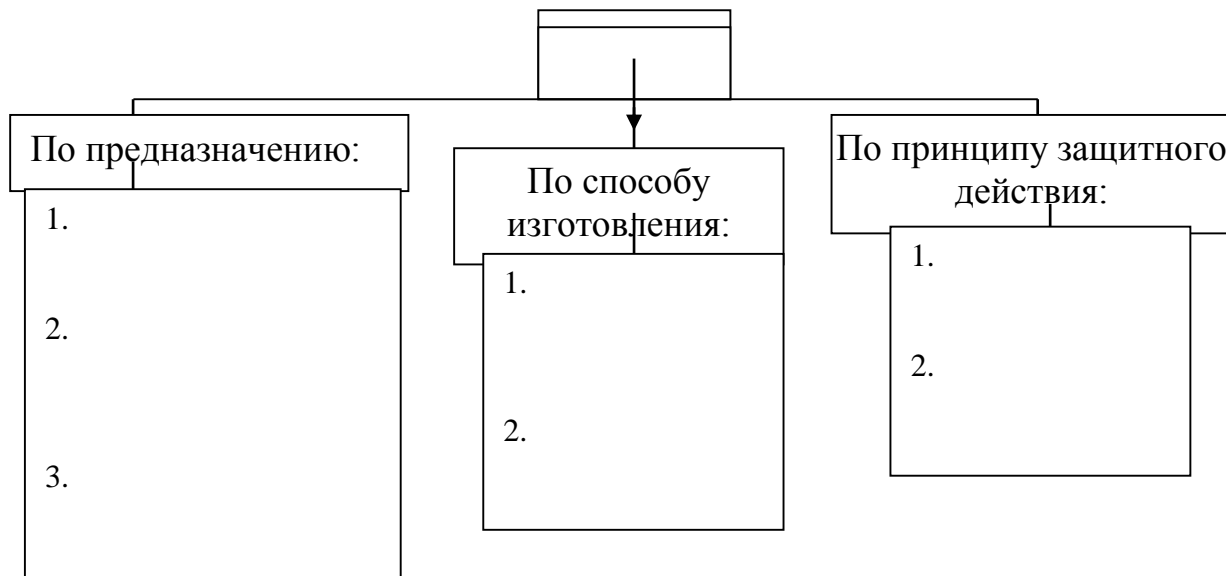 По предназначению:
1.
2.
3.
По способу
изготовления:
1.
2.
По принципу защитного
действия:
1.
2.